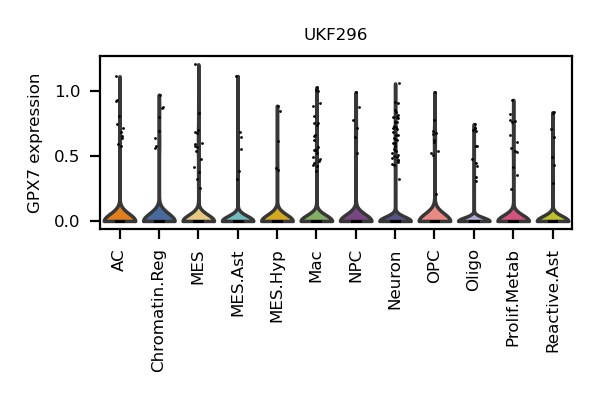 UKF296
GPX7 expression
1.0
0.5
0.0
AC
Chromatin.Reg
MES
MES.Ast
MES.Hyp
Mac
NPC
Neuron
OPC
Oligo
Prolif.Metab
Reactive.Ast